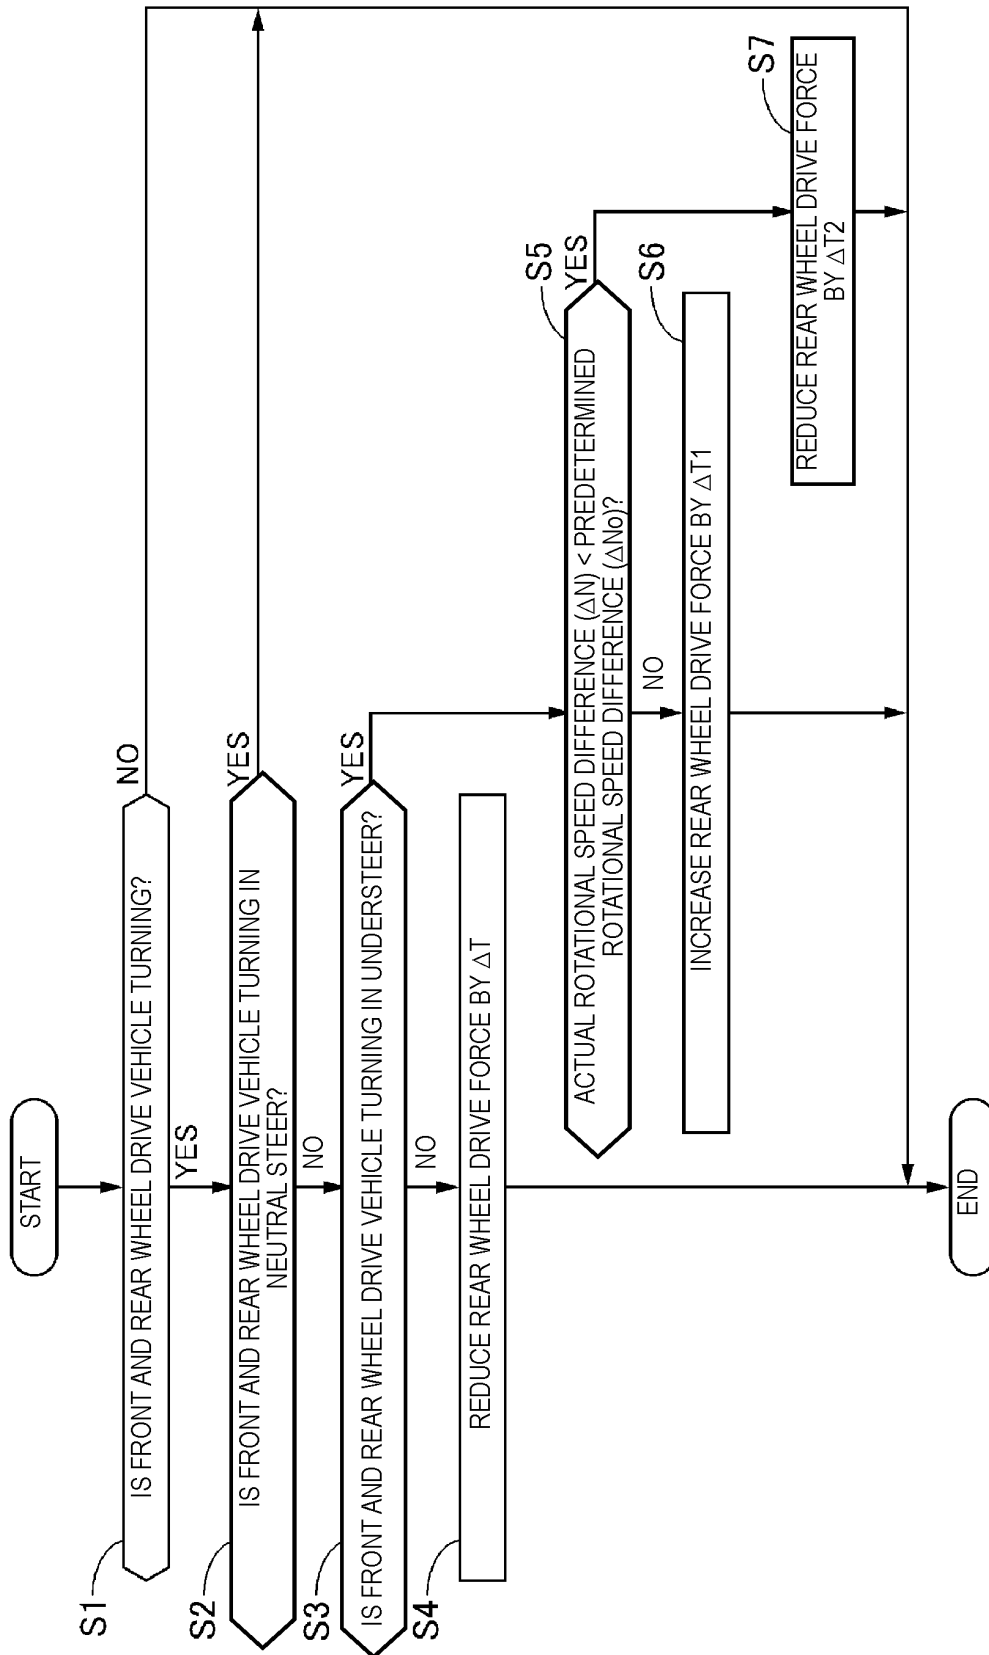 START
S1
IS FRONT AND REAR WHEEL DRIVE VEHICLE TURNING?
NO
YES
S2
IS FRONT AND REAR WHEEL DRIVE VEHICLE TURNING IN
NEUTRAL STEER?
YES
NO
S3
IS FRONT AND REAR WHEEL DRIVE VEHICLE TURNING IN UNDERSTEER?
YES
NO
S4
REDUCE REAR WHEEL DRIVE FORCE BY ΔT
S5
ACTUAL ROTATIONAL SPEED DIFFERENCE (ΔN) < PREDETERMINED
ROTATIONAL SPEED DIFFERENCE (ΔNo)?
YES
NO
S6
INCREASE REAR WHEEL DRIVE FORCE BY ΔT1
S7
REDUCE REAR WHEEL DRIVE FORCE
BY ΔT2
END